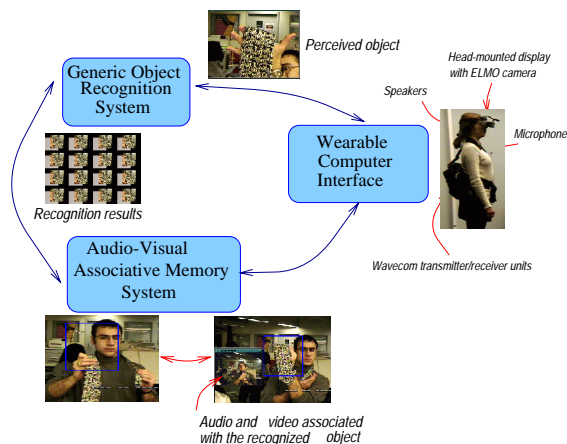 Perceived object
Generic Object
Recognition
System
Head-mounted display
with ELMO camera
Speakers
Microphone
Wearable
Computer
Interface
Recognition results
Audio-Visual
Associative Memory
System
Wavecom transmitter/receiver units
Audio and video associated
with the recognized object